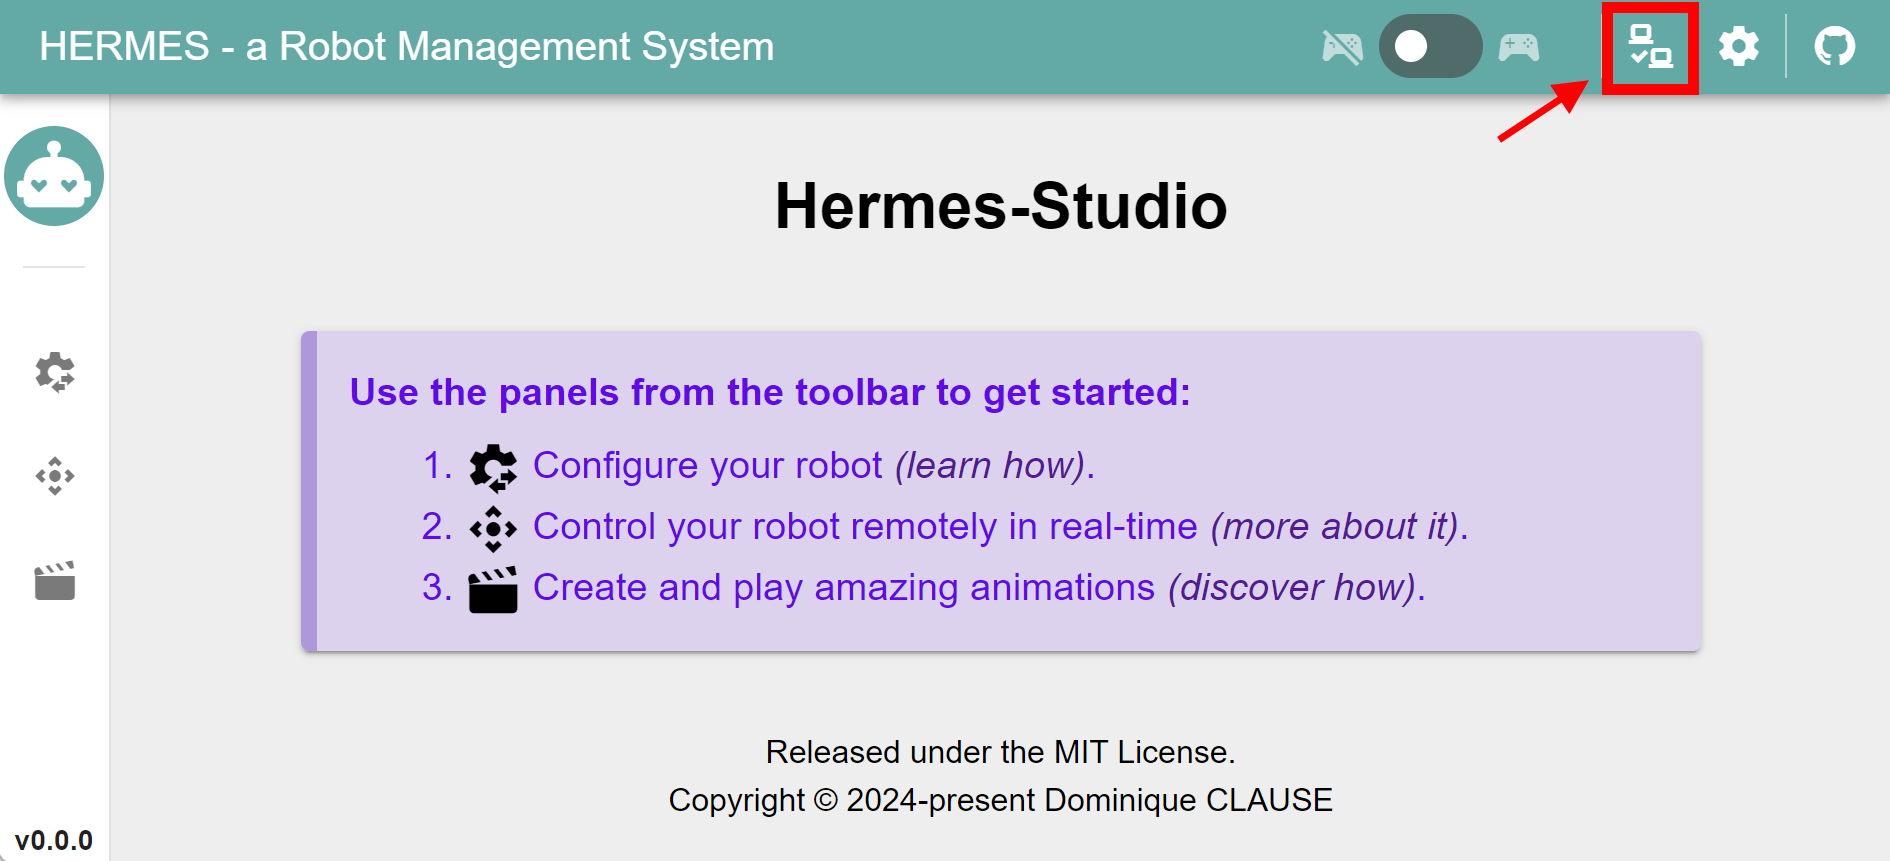 HERMES - a Robot Management System
Hermes-Studio
Use the panels from the toolbar to get started:
1. Configure your robot (learn how).
2. Control your robot remotely in real-time (more about it).
3. Create and play amazing animations (discover how).
Released under the MIT License.
Copyright © 2024-present Dominique CLAUSE
v0.0.0